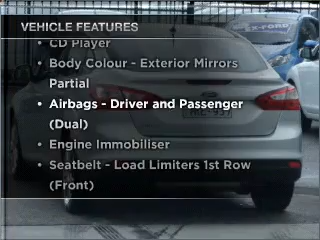 VEHICLE FEATURES
• CD Player
• Body Colour - Exterior Mirrors
Partial
• Airbags - Driver and Passenger
(Dual)
• Engine Immobiliser
• Seatbelt - Load Limiters 1st Row
(Front)